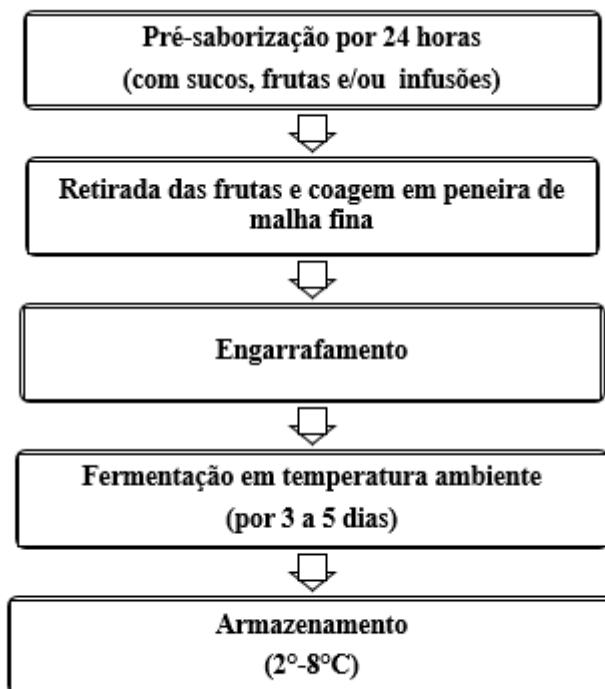 Pré-saborização por 24 horas
(com sucos, frutas e/ou infusões)
Retirada das frutas e coagem em peneira de
malha fina
Engarrafamento
Fermentação em temperatura ambiente
(por 3 a 5 dias)
Armazenamento
(2°-8°C)